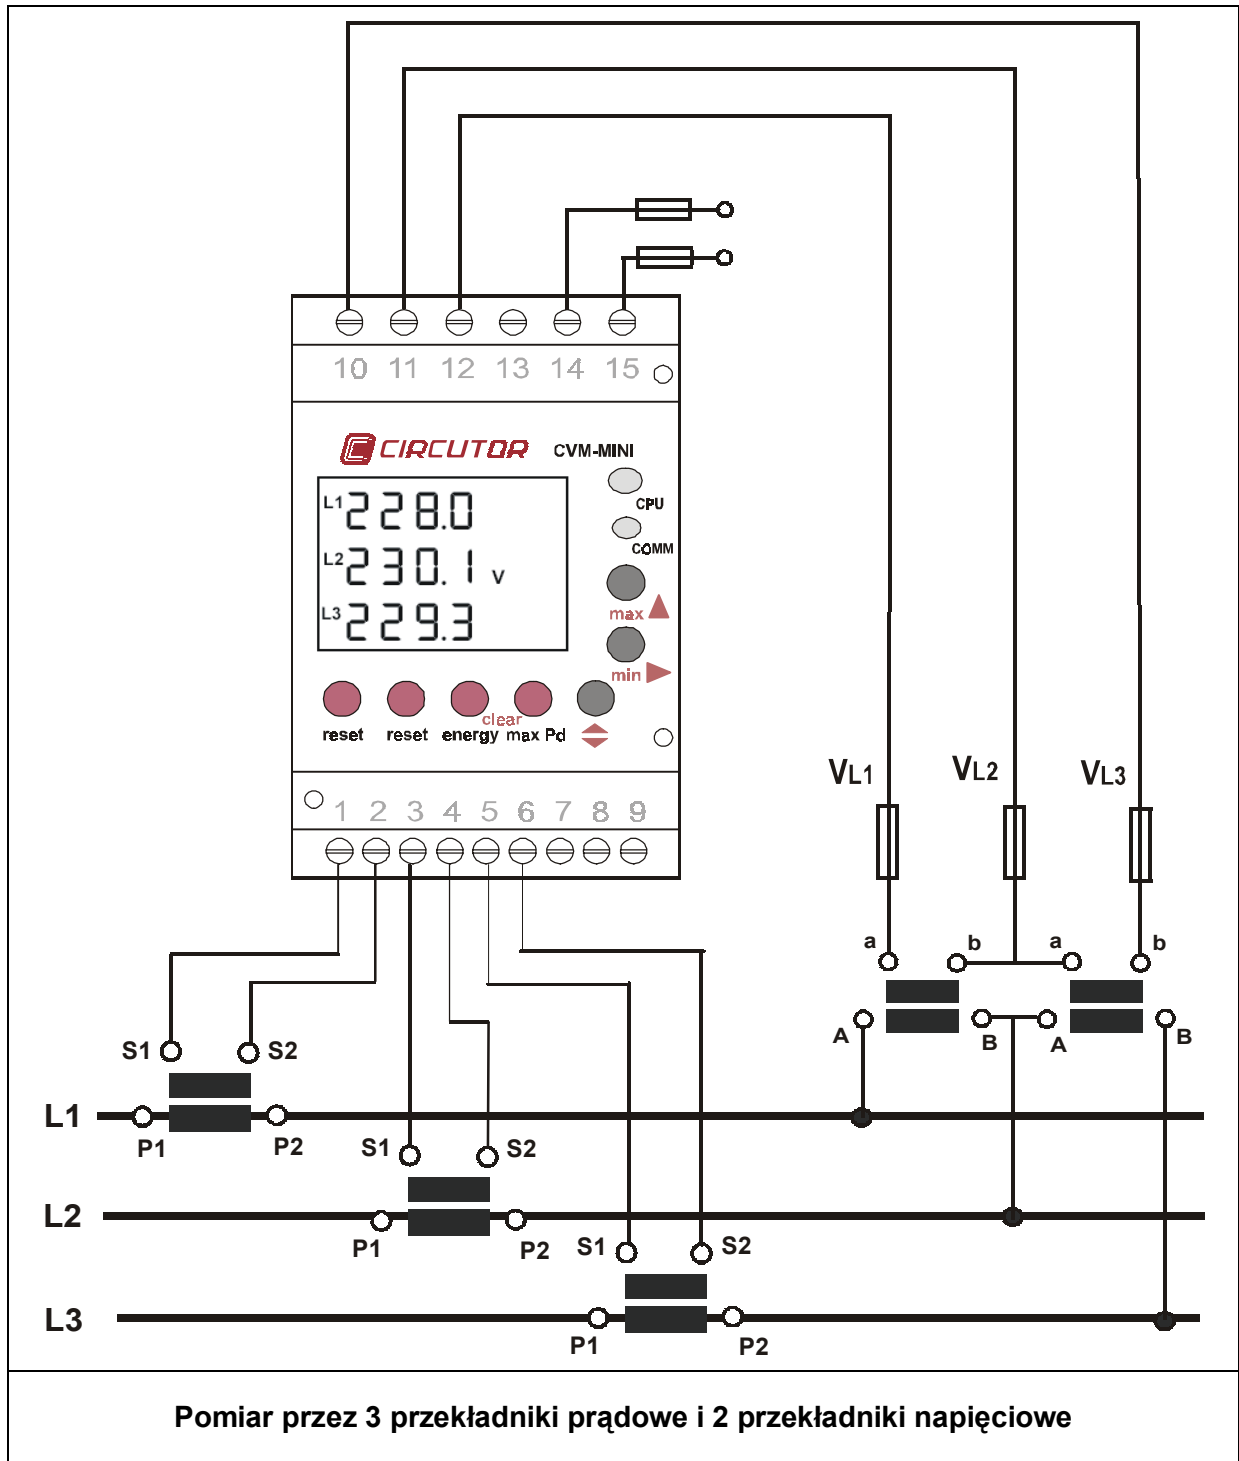 10 11 12 13 14 15
CIRCUTOR CVM-MINI
L1 228.0
CPU
L2 230.1 V
COMM
L3 229.3
max
min
clear
reset reset energy max Pd
1 2 3 4 5 6 7 8 9
VL1 VL2 VL3
a b a b
A B A B
S1 S2
L1
P1 P2
S1 S2
L2
P1 P2
S1 S2
L3
P1 P2
Pomiar przez 3 przekładniki prądowe i 2 przekładniki napięciowe